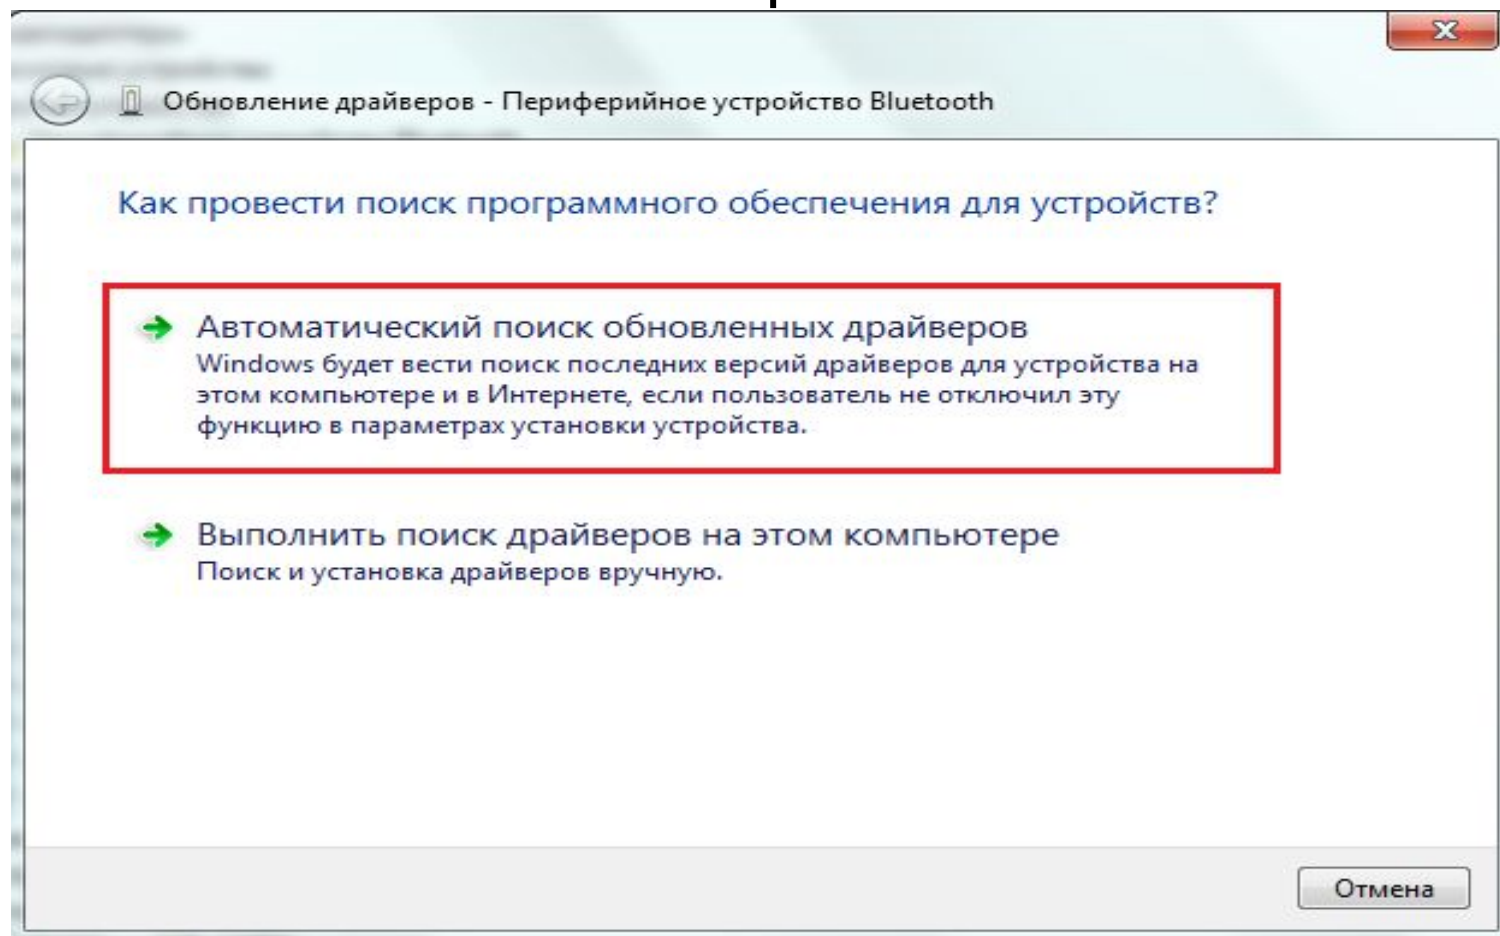 Обновление драйверов - Периферийное устройство Bluetooth
Как провести поиск программного обеспечения для устройств?
Автоматический поиск обновленных драйверов
Windows будет вести поиск последних версий драйверов для устройства на
этом компьютере и в Интернете, если пользователь не отключил эту
функцию в параметрах установки устройства.
Выполнить поиск драйверов на этом компьютере
Поиск и установка драйверов вручную.
Отмена